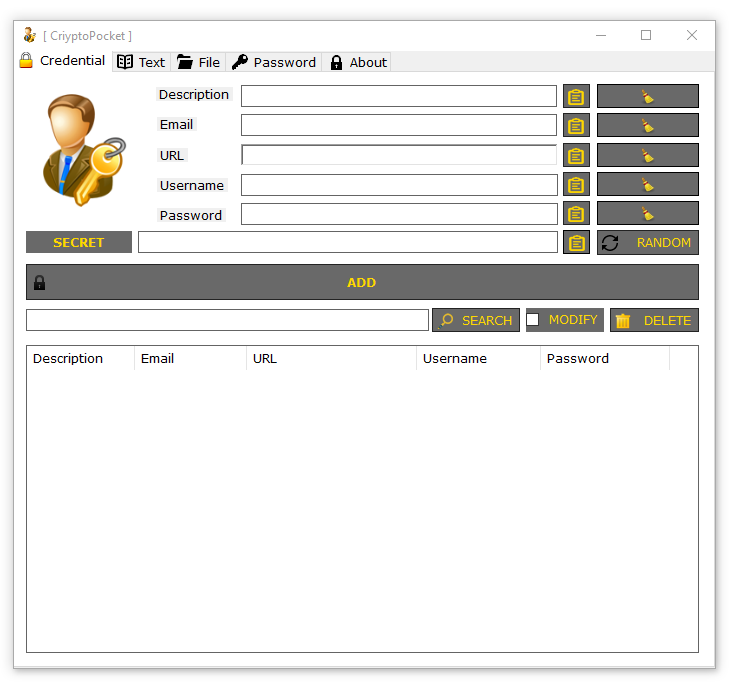 [ CriyptoPocket ]
Credential Text File Password About
Description
Email
URL
Username
Password
SECRET RANDOM
ADD
SEARCH MODIFY DELETE
Description Email URL Username Password